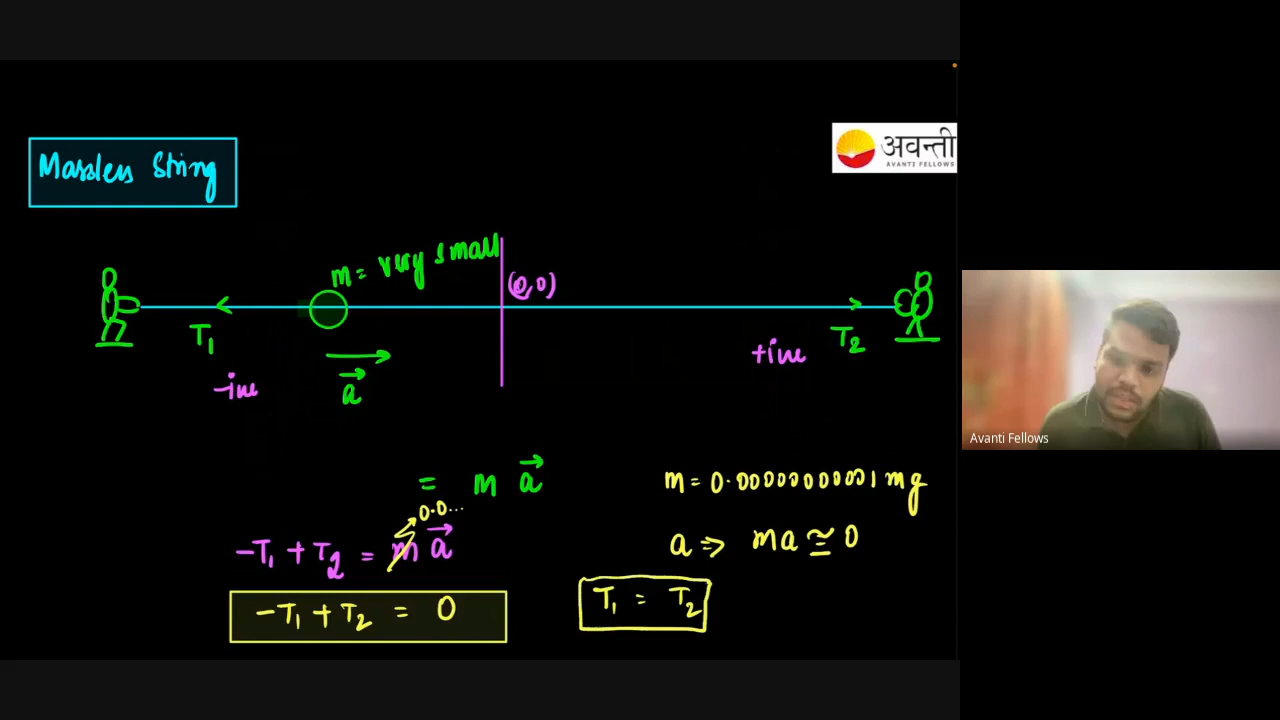 Massless String
अवन्ती
AVANTI FELLOWS
m = very small
(0,0)
T₁
T₂
-ive
+ive
a⃗
= m a⃗
m = 0.00000000001 mg
0.0...
-T₁ + T₂ = m a⃗
a ⇒ ma ≅ 0
-T₁ + T₂ = 0
T₁ = T₂
Avanti Fellows